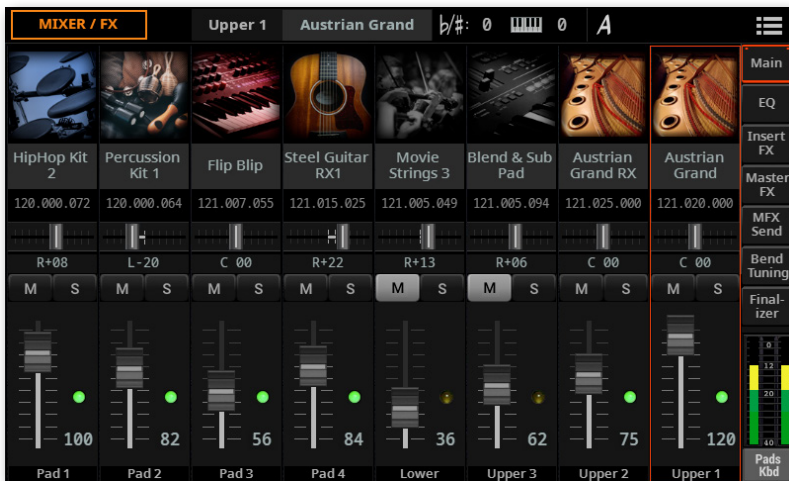 MIXER / FX Upper 1 Austrian Grand ♭/#: 0 0 A
Main
EQ
Insert
FX
Master
FX
MFX
Send
Bend
Tuning
Final-
izer
HipHop Kit
2
Percussion
Kit 1
Flip Blip
Steel Guitar
RX1
Movie
Strings 3
Blend & Sub
Pad
Austrian
Grand RX
Austrian
Grand
120.000.072 120.000.064 121.007.055 121.015.025 121.005.049 121.005.094 121.025.000 121.020.000
R+08 L-20 C 00 R+22 R+13 R+06 C 00 C 00
M S M S M S M S M S M S M S M S
0
12
20
40
100 82 56 84 36 62 75 120
Pad 1 Pad 2 Pad 3 Pad 4 Lower Upper 3 Upper 2 Upper 1
Pads
Kbd